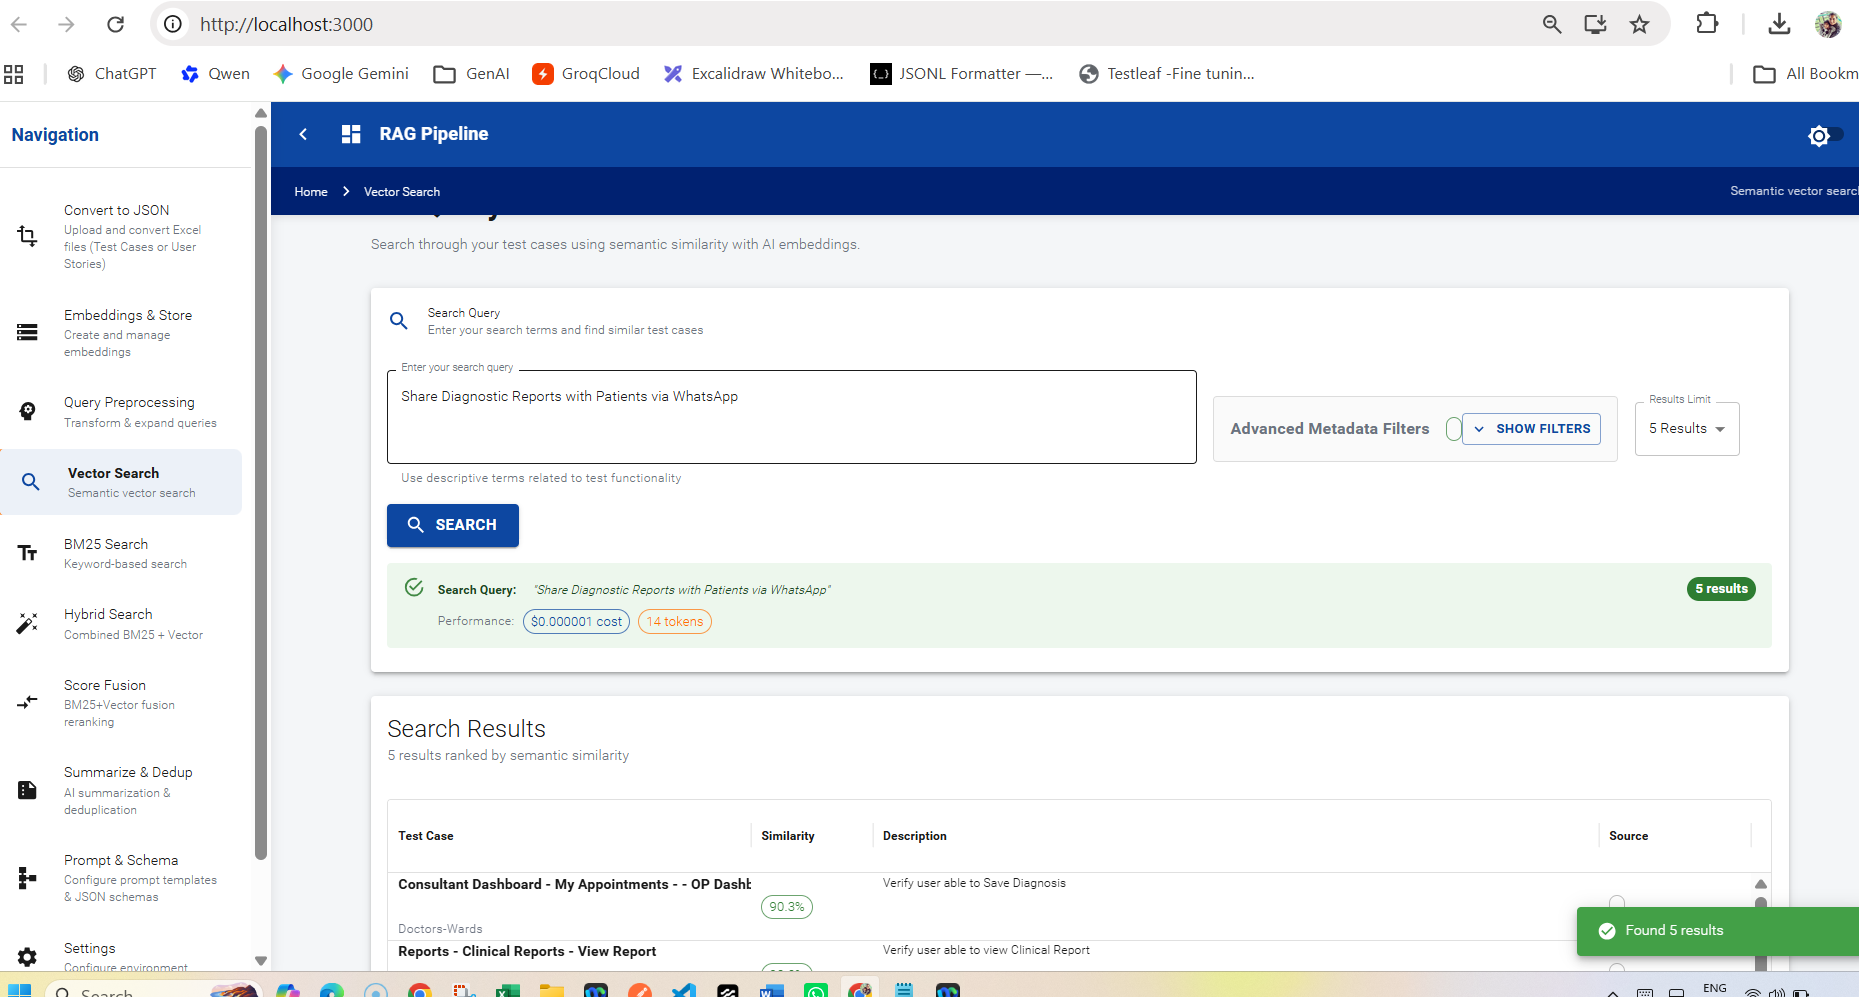 http://localhost:3000
ChatGPT
Qwen
Google Gemini
GenAI
GroqCloud
Excalidraw Whitebo...
JSONL Formatter —...
Testleaf -Fine tunin...
All Bookm
Navigation
Convert to JSON
Upload and convert Excel
files (Test Cases or User
Stories)
Embeddings & Store
Create and manage
embeddings
Query Preprocessing
Transform & expand queries
Vector Search
Semantic vector search
BM25 Search
Keyword-based search
Hybrid Search
Combined BM25 + Vector
Score Fusion
BM25+Vector fusion
reranking
Summarize & Dedup
AI summarization &
deduplication
Prompt & Schema
Configure prompt templates
& JSON schemas
Settings
Configure environment
RAG Pipeline
Home
Vector Search
Semantic vector search
Search through your test cases using semantic similarity with AI embeddings.
Search Query
Enter your search terms and find similar test cases
Enter your search query
Share Diagnostic Reports with Patients via WhatsApp
Use descriptive terms related to test functionality
Advanced Metadata Filters
SHOW FILTERS
Results Limit
5 Results
SEARCH
Search Query: "Share Diagnostic Reports with Patients via WhatsApp"
5 results
Performance: $0.000001 cost 14 tokens
Search Results
5 results ranked by semantic similarity
Test Case Similarity Description Source
Consultant Dashboard - My Appointments - - OP Dashb
90.3%
Verify user able to Save Diagnosis
Doctors-Wards
Reports - Clinical Reports - View Report
Verify user able to view Clinical Report
Found 5 results
Search
ENG